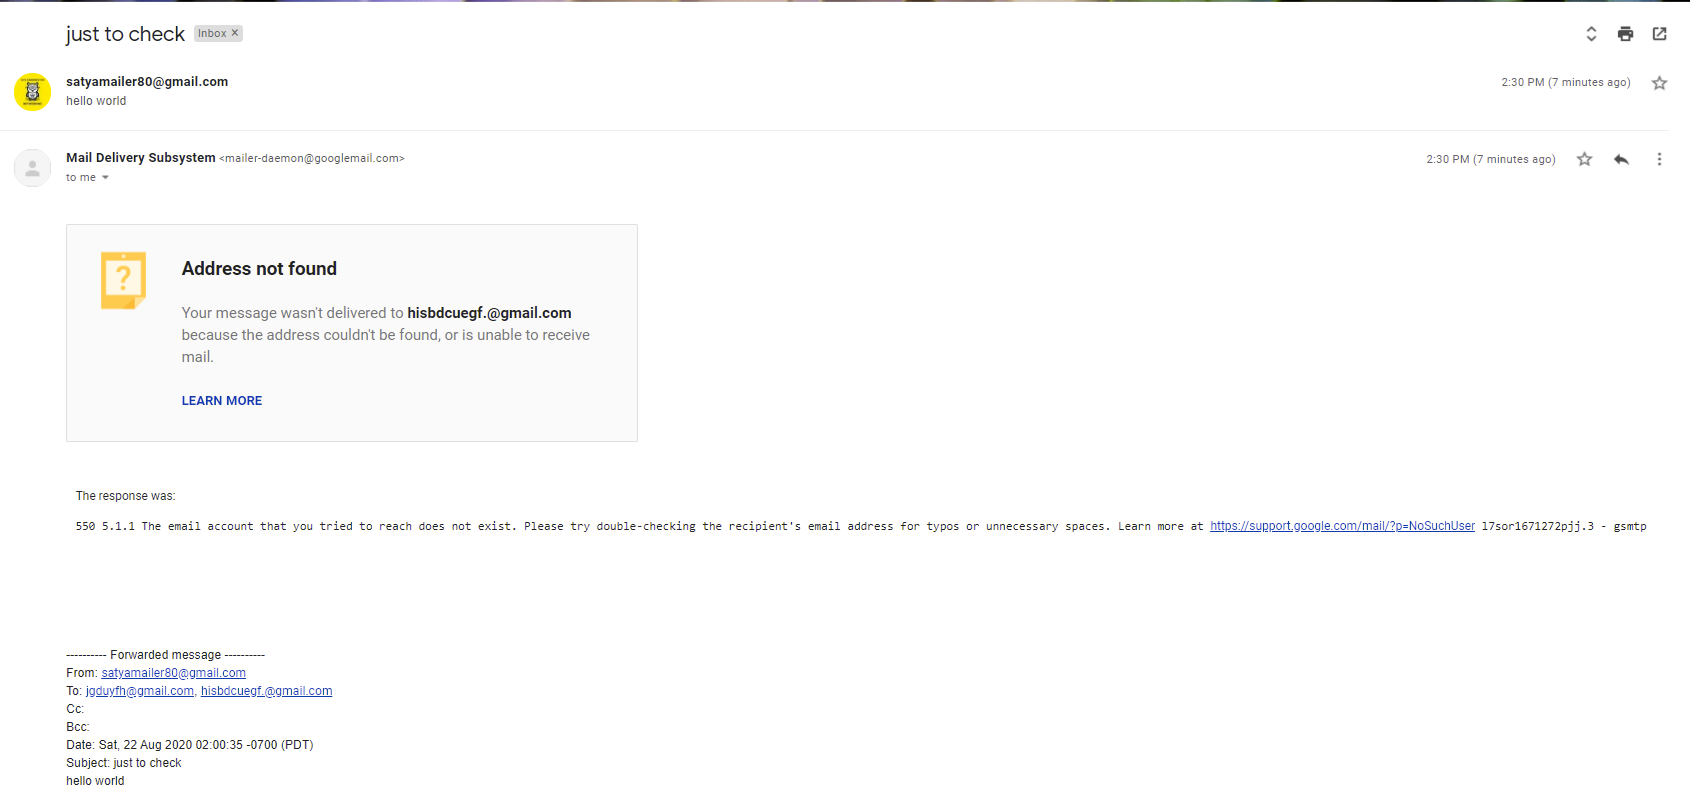 just to check Inbox ×
satyamailer80@gmail.com 2:30 PM (7 minutes ago)
hello world
Mail Delivery Subsystem <mailer-daemon@googlemail.com> 2:30 PM (7 minutes ago)
to me
?
Address not found
Your message wasn't delivered to hisbdcuegf.@gmail.com
because the address couldn't be found, or is unable to receive
mail.
LEARN MORE
The response was:
550 5.1.1 The email account that you tried to reach does not exist. Please try double-checking the recipient's email address for typos or unnecessary spaces. Learn more at https://support.google.com/mail/?p=NoSuchUser l7sor1671272pjj.3 - gsmtp
---------- Forwarded message ----------
From: satyamailer80@gmail.com
To: jgduyfh@gmail.com, hisbdcuegf.@gmail.com
Cc:
Bcc:
Date: Sat, 22 Aug 2020 02:00:35 -0700 (PDT)
Subject: just to check
hello world